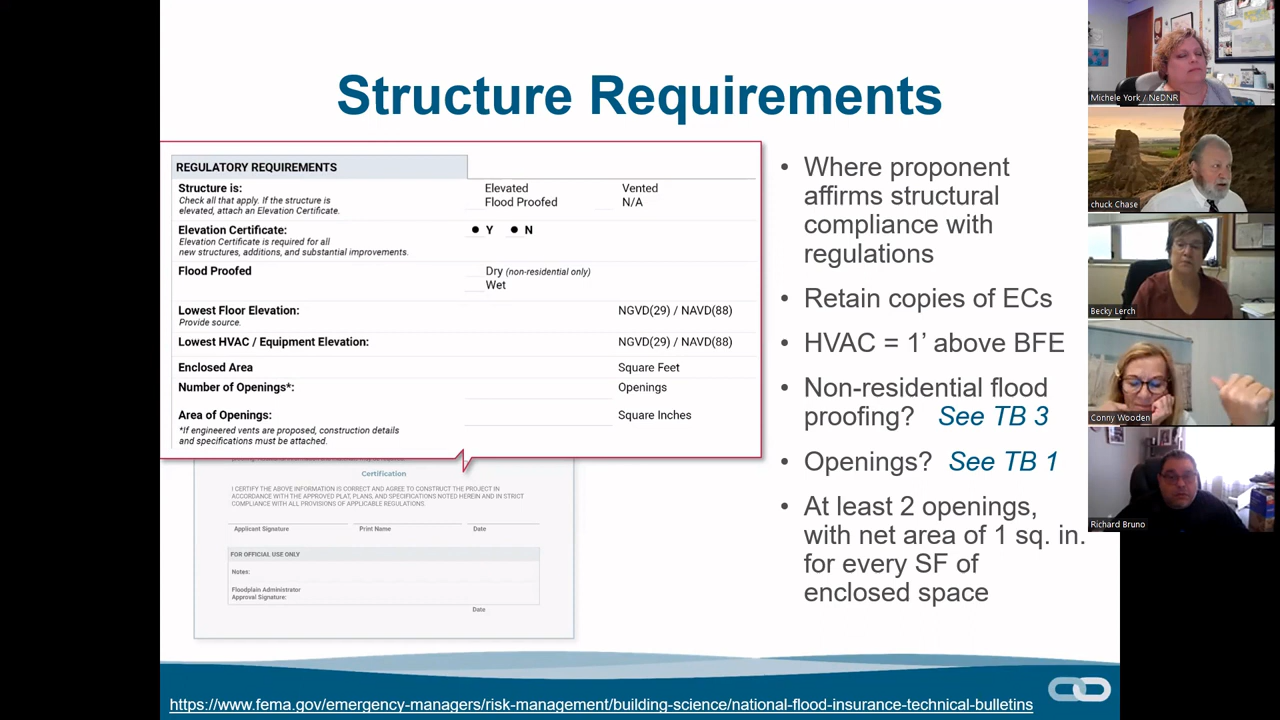 Structure Requirements
REGULATORY REQUIREMENTS
Structure is:
Check all that apply. If the structure is
elevated, attach an Elevation Certificate.
Elevated
Vented
Flood Proofed
N/A
Elevation Certificate:
Elevation Certificate is required for all
new structures, additions, and substantial improvements.
Y N
Flood Proofed
Dry (non-residential only)
Wet
Lowest Floor Elevation:
Provide source.
NGVD(29) / NAVD(88)
Lowest HVAC / Equipment Elevation:
NGVD(29) / NAVD(88)
Enclosed Area
Square Feet
Number of Openings*:
Openings
Area of Openings:
Square Inches
*If engineered vents are proposed, construction details
and specifications must be attached.
Certification
I CERTIFY THE ABOVE INFORMATION IS CORRECT AND AGREE TO CONSTRUCT THE PROJECT IN
ACCORDANCE WITH THE APPROVED PLAT, PLANS, AND SPECIFICATIONS NOTED HEREIN AND IN STRICT
COMPLIANCE WITH ALL PROVISIONS OF APPLICABLE REGULATIONS.
Applicant Signature
Print Name
Date
FOR OFFICIAL USE ONLY
Notes:
Floodplain Administrator
Approval Signature:
Date
• Where proponent
affirms structural
compliance with
regulations
• Retain copies of ECs
• HVAC = 1’ above BFE
• Non-residential flood
proofing? See TB 3
• Openings? See TB 1
• At least 2 openings,
with net area of 1 sq. in.
for every SF of
enclosed space
https://www.fema.gov/emergency-managers/risk-management/building-science/national-flood-insurance-technical-bulletins
Michele York / NeDNR
chuck Chase
Becky Lerch
Conny Wooden
Richard Bruno